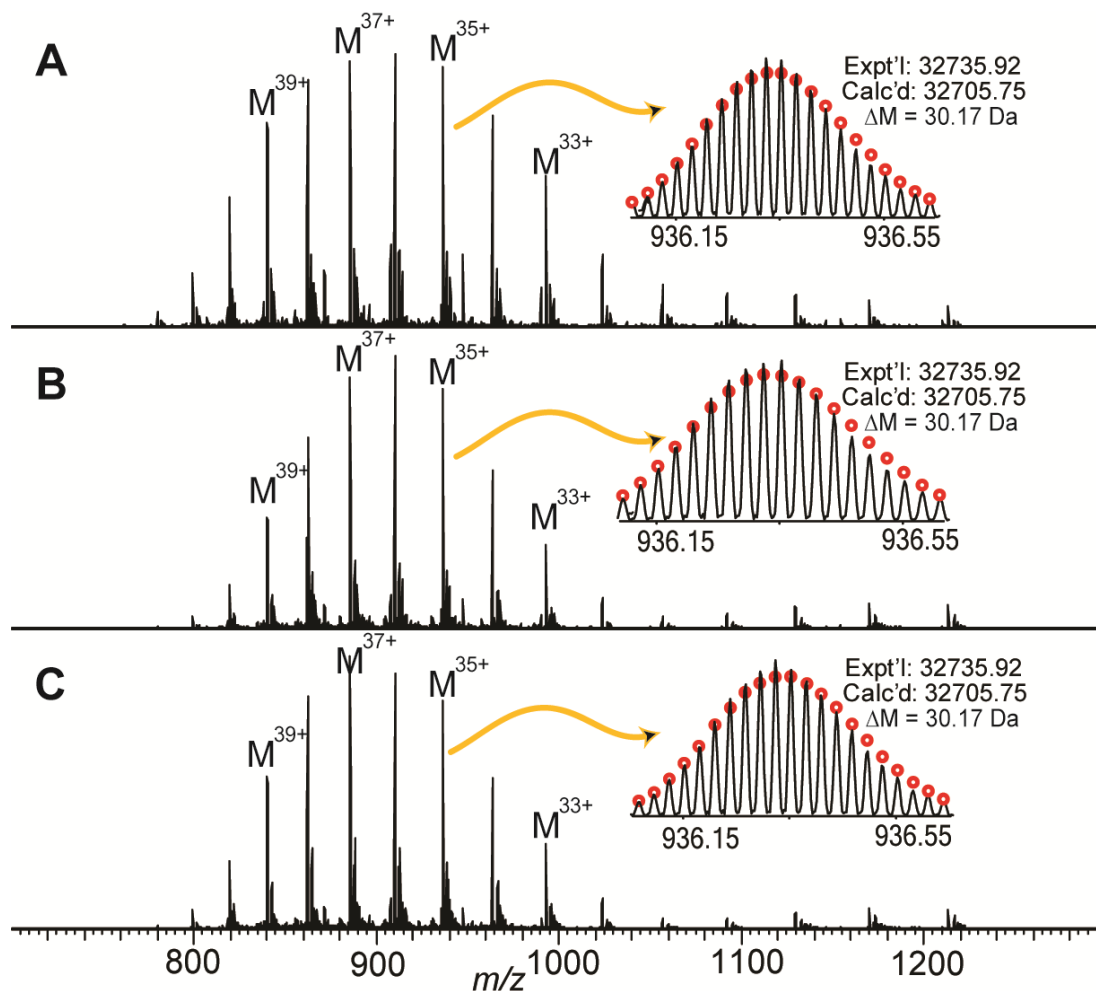 A
M39+
M37+
M35+
M33+
Expt'l: 32735.92
Calc'd: 32705.75
ΔM = 30.17 Da
936.15 936.55
B
M39+
M37+
M35+
M33+
Expt'l: 32735.92
Calc'd: 32705.75
ΔM = 30.17 Da
936.15 936.55
C
M39+
M37+
M35+
M33+
Expt'l: 32735.92
Calc'd: 32705.75
ΔM = 30.17 Da
936.15 936.55
800 900 1000 1100 1200
m/z